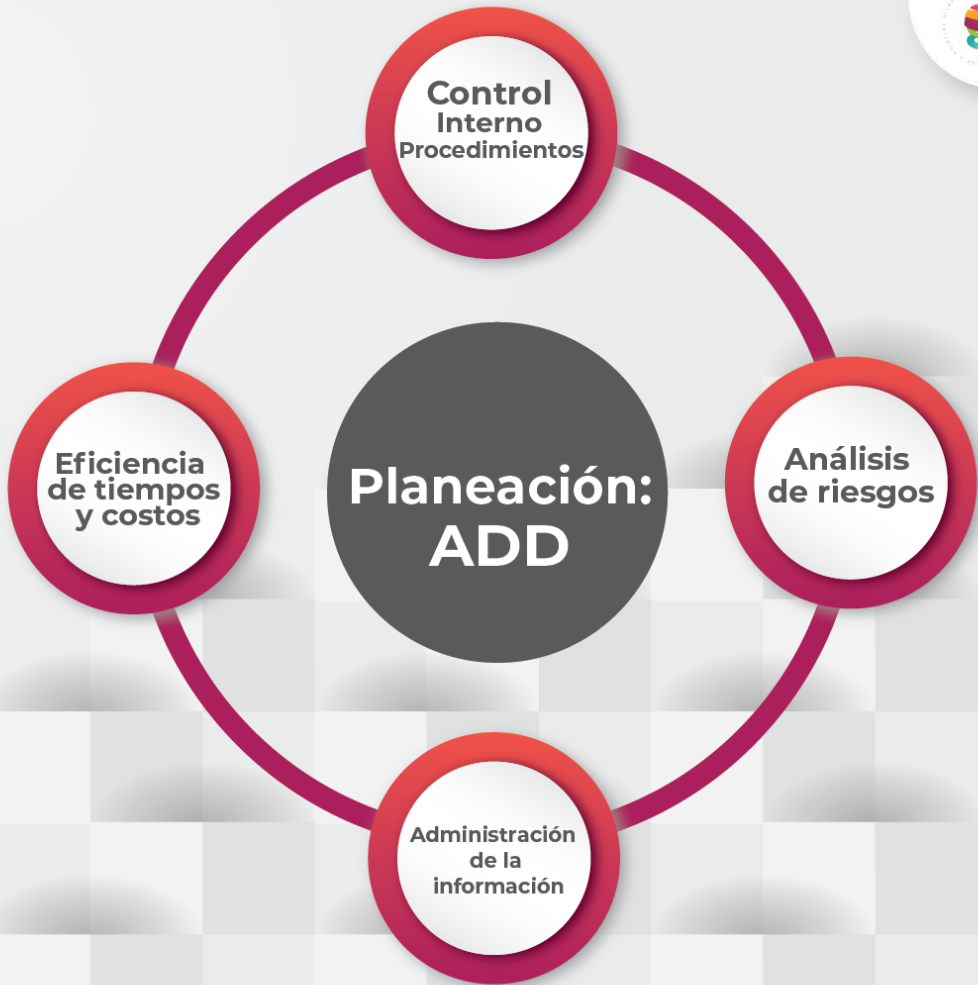 Control
Interno
Procedimientos
Eficiencia
de tiempos
y costos
Planeación:
ADD
Análisis
de riesgos
Administración
de la
información